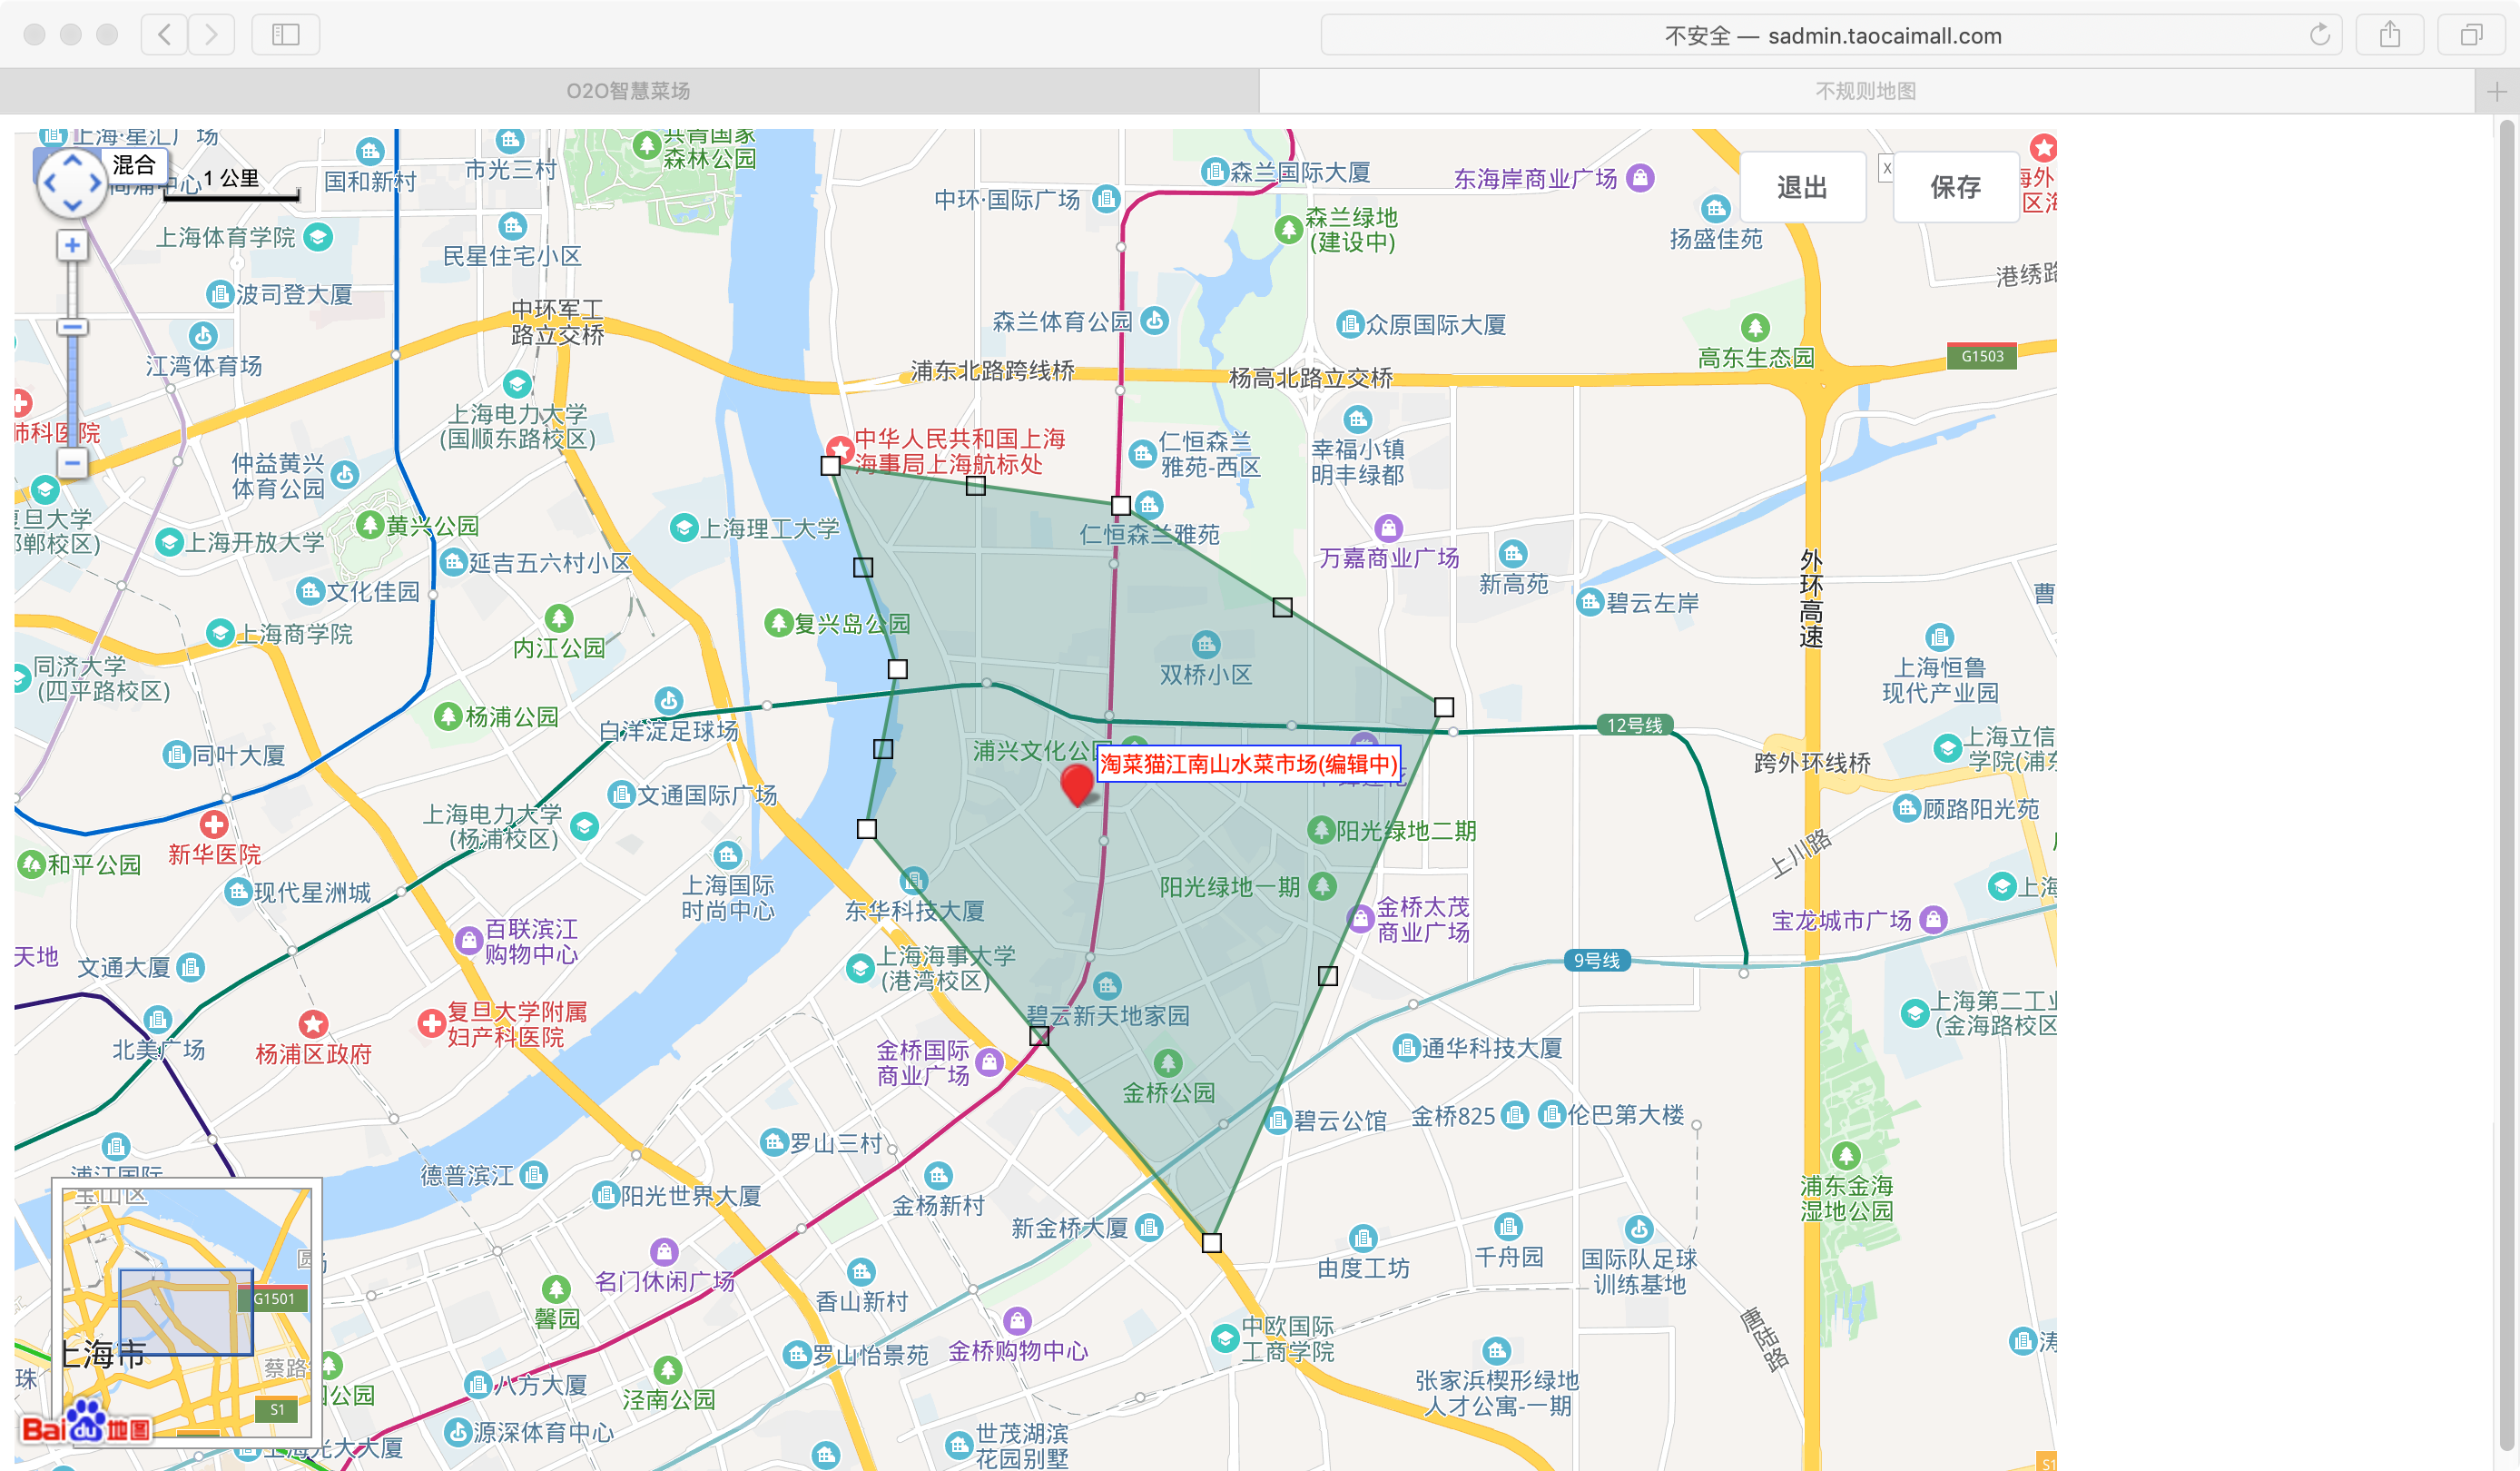 不安全 — sadmin.taocaimall.com
O2O智慧菜场
不规则地图
混合
1 公里
退出
保存
国和新村
市光三村
森林公园
中环·国际广场
森兰国际大厦
东海岸商业广场
森兰绿地
(建设中)
扬盛佳苑
上海体育学院
民星住宅小区
波司登大厦
中环军工
路立交桥
森兰体育公园
众原国际大厦
高东生态园
G1503
江湾体育场
浦东北路跨线桥
杨高北路立交桥
上海电力大学
(国顺东路校区)
仲益黄兴
体育公园
中华人民共和国上海
海事局上海航标处
仁恒森兰
雅苑-西区
幸福小镇
明丰绿都
黄兴公园
上海开放大学
上海理工大学
仁恒森兰雅苑
万嘉商业广场
新高苑
延吉五六村小区
文化佳园
碧云左岸
外环高速
上海商学院
内江公园
复兴岛公园
同济大学
(四平路校区)
双桥小区
上海恒鲁
现代产业园
杨浦公园
白洋淀足球场
12号线
同叶大厦
浦兴文化公
淘菜猫江南山水菜市场(编辑中)
跨外环线桥
上海立信
文通国际广场
上海电力大学
(杨浦校区)
顾路阳光苑
阳光绿地二期
上川路
新华医院
和平公园
现代星洲城
上海国际
时尚中心
东华科技大厦
阳光绿地一期
金桥太茂
商业广场
宝龙城市广场
百联滨江
购物中心
天地
文通大厦
上海海事大学
(港湾校区)
9号线
复旦大学附属
妇产科医院
杨浦区政府
北美广场
碧云新天地家园
上海第二工业
(金海路校区
金桥国际
商业广场
通华科技大厦
金桥公园
碧云公馆
金桥825
伦巴第大楼
罗山三村
德普滨江
阳光世界大厦
金杨新村
新金桥大厦
浦东金海
湿地公园
由度工坊
千舟园
国际队足球
训练基地
名门休闲广场
香山新村
馨园
G1501
上海市
蔡路
S1
金桥购物中心
罗山怡景苑
中欧国际
工商学院
唐陆路
八方大厦
泾南公园
张家浜楔形绿地
人才公寓-一期
源深体育中心
世茂湖滨
花园别墅
Bai du 地图